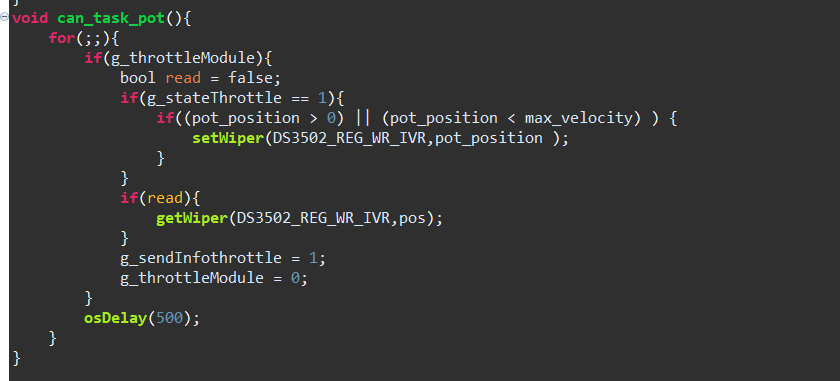 }
void can_task_pot(){
    for(;;){
        if(g_throttleModule){
            bool read = false;
            if(g_stateThrottle == 1){
                if((pot_position > 0) || (pot_position < max_velocity) ) {
                    setWiper(DS3502_REG_WR_IVR,pot_position );
                }
            }
            if(read){
                getWiper(DS3502_REG_WR_IVR,pos);
            }
            g_sendInfothrottle = 1;
            g_throttleModule = 0;
        }
        osDelay(500);
    }
}